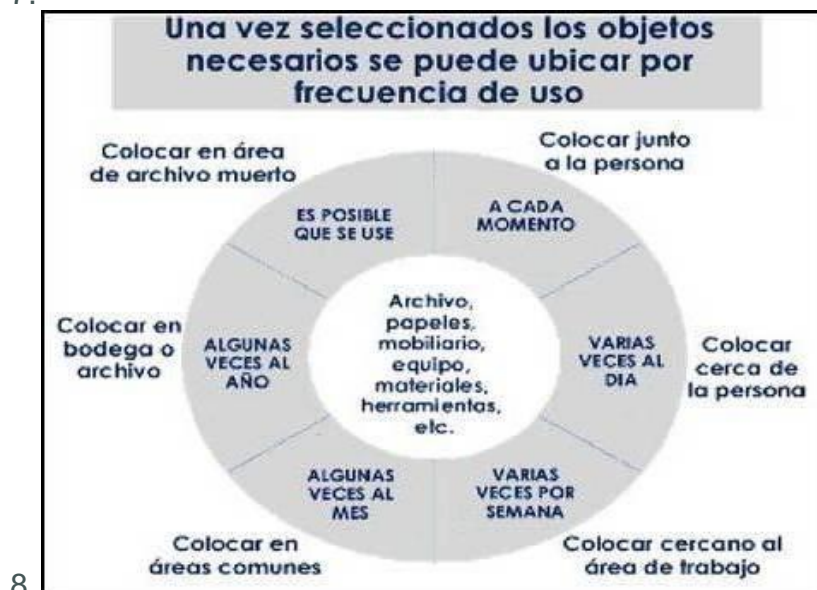 7.
Una vez seleccionados los objetos
necesarios se puede ubicar por
frecuencia de uso
Colocar junto
a la persona
A CADA
MOMENTO
Colocar
cerca de
la persona
VARIAS
VECES AL
DIA
Colocar cercano al
área de trabajo
VARIAS
VECES POR
SEMANA
Colocar en
áreas comunes
ALGUNAS
VECES AL
MES
Colocar en
bodega o
archivo
ALGUNAS
VECES AL
AÑO
Colocar en área
de archivo muerto
ES POSIBLE
QUE SE USE
Archivo,
papeles,
mobiliario,
equipo,
materiales,
herramientas,
etc.
8